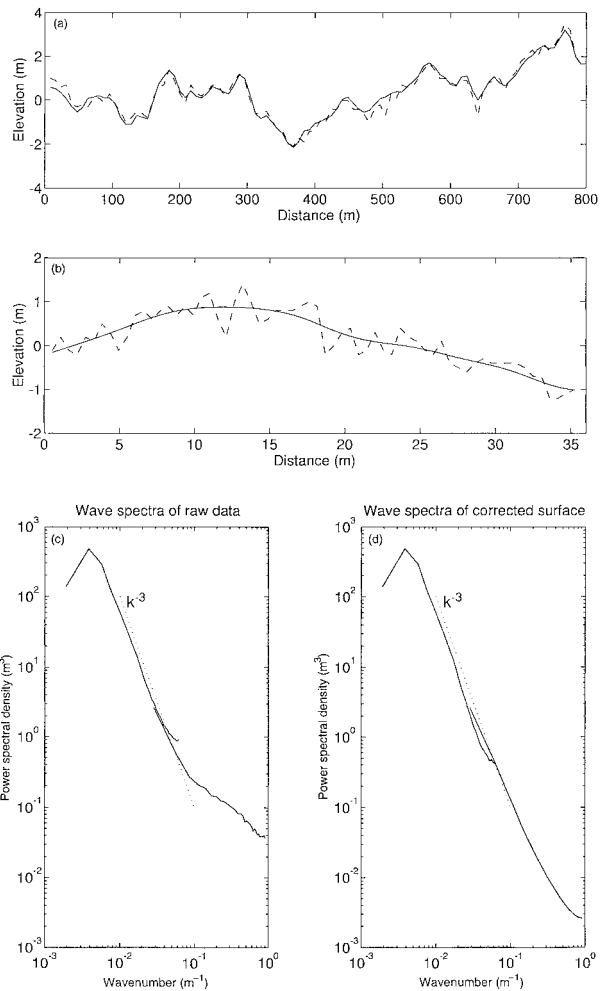 (a)
4
2
0
-2
-4
Elevation (m)
0 100 200 300 400 500 600 700 800
Distance (m)
(b)
2
1
0
-1
-2
Elevation (m)
0 5 10 15 20 25 30 35
Distance (m)
Wave spectra of raw data
(c)
k⁻³
10³
10²
10¹
10⁰
10⁻¹
10⁻²
10⁻³
Power spectral density (m³)
10⁻³ 10⁻² 10⁻¹ 10⁰
Wavenumber (m⁻¹)
Wave spectra of corrected surface
(d)
k⁻³
10³
10²
10¹
10⁰
10⁻¹
10⁻²
10⁻³
Power spectral density (m³)
10⁻³ 10⁻² 10⁻¹ 10⁰
Wavenumber (m⁻¹)